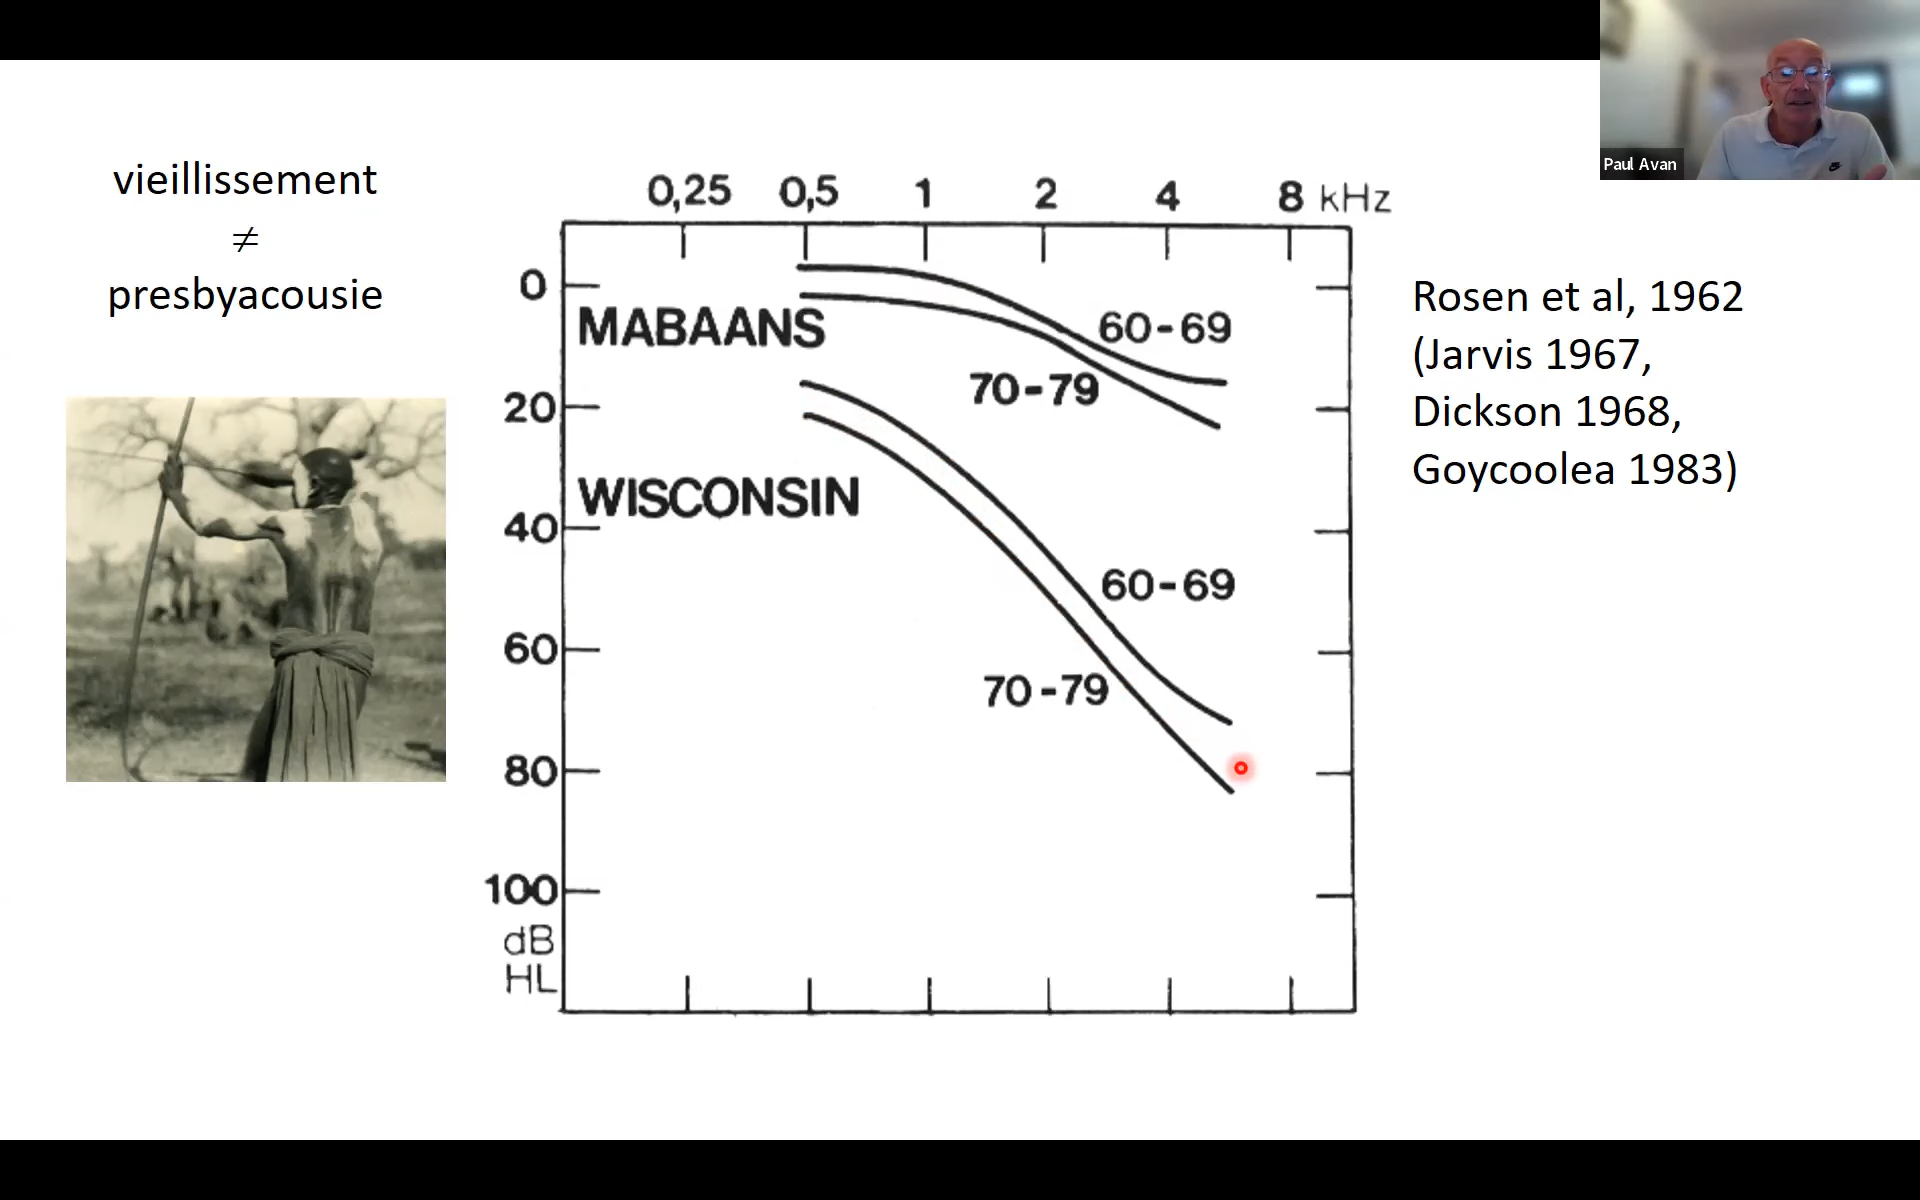 Paul Avan
vieillissement
≠
presbyacousie
0,25 0,5 1 2 4 8 kHz
0
MABAANS
60-69
70-79
20
WISCONSIN
40
60-69
60
70-79
80
100
dB
HL
Rosen et al, 1962
(Jarvis 1967,
Dickson 1968,
Goycoolea 1983)